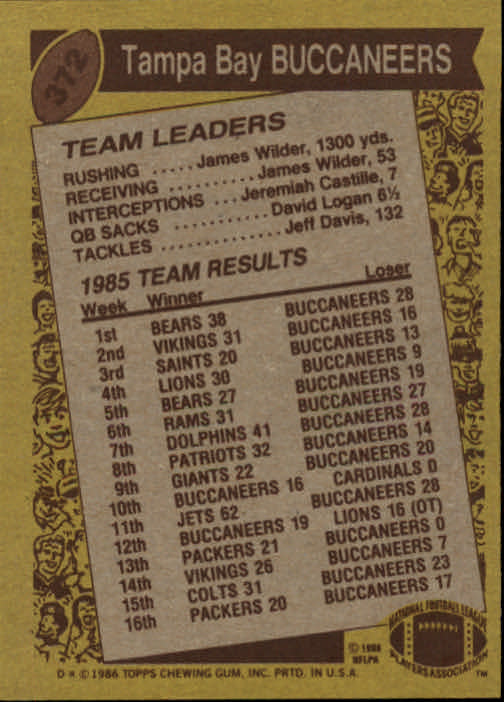 372
Tampa Bay BUCCANEERS
TEAM LEADERS
RUSHING ..... James Wilder, 1300 yds.
RECEIVING .......... James Wilder, 53
INTERCEPTIONS ... Jeremiah Castille, 7
QB SACKS .......... David Logan 6½
TACKLES .............. Jeff Davis, 132
1985 TEAM RESULTS
Week Winner Loser
1st BEARS 38 BUCCANEERS 28
2nd VIKINGS 31 BUCCANEERS 16
3rd SAINTS 20 BUCCANEERS 13
4th LIONS 30 BUCCANEERS 9
5th BEARS 27 BUCCANEERS 19
6th RAMS 31 BUCCANEERS 27
7th DOLPHINS 41 BUCCANEERS 28
8th PATRIOTS 32 BUCCANEERS 14
9th GIANTS 22 BUCCANEERS 20
10th BUCCANEERS 16 CARDINALS 0
11th JETS 62 BUCCANEERS 28
12th BUCCANEERS 19 LIONS 16 (OT)
13th PACKERS 21 BUCCANEERS 0
14th VIKINGS 26 BUCCANEERS 7
15th COLTS 31 BUCCANEERS 23
16th PACKERS 20 BUCCANEERS 17
© 1986
NFLPA
NATIONAL FOOTBALL LEAGUE
PLAYERS ASSOCIATION
™
D * © 1986 TOPPS CHEWING GUM, INC. PRTD. IN U.S.A.